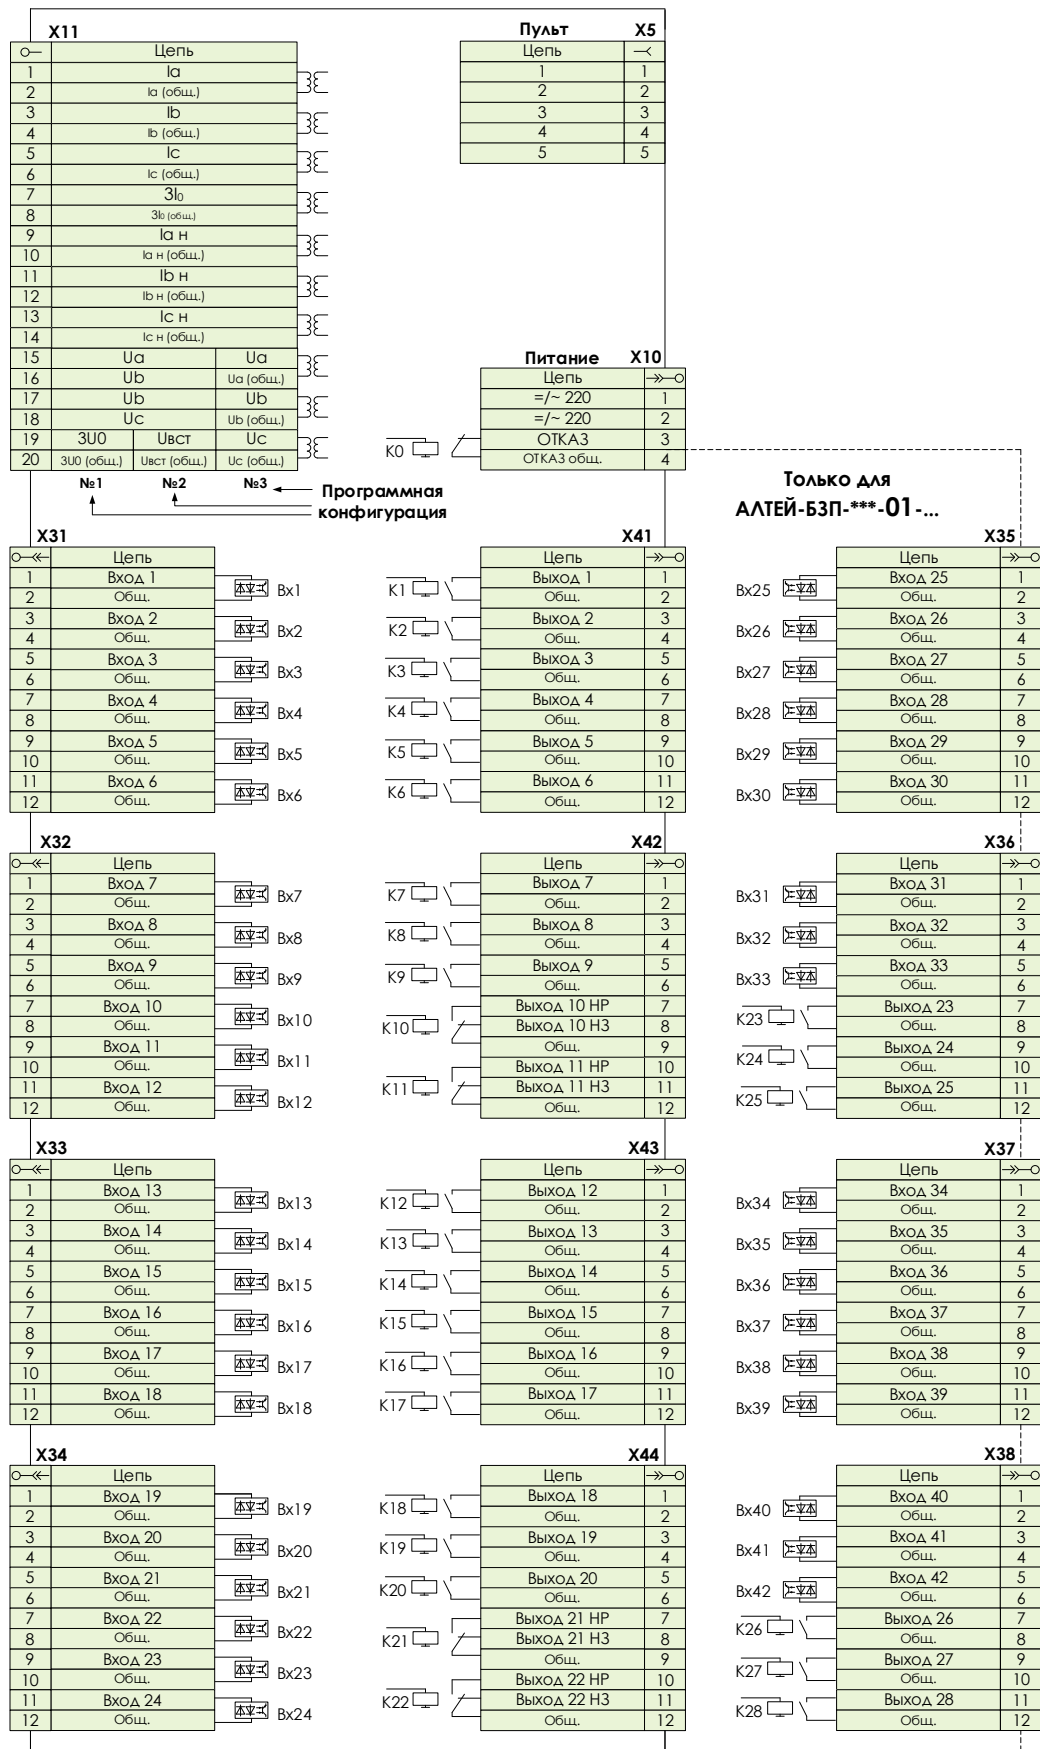 X11
Цепь
1 Ia
2 Ia (общ.)
3 Ib
4 Ib (общ.)
5 Ic
6 Ic (общ.)
7 3I0
8 3I0 (общ.)
9 Ia н
10 Ia н (общ.)
11 Ib н
12 Ib н (общ.)
13 Ic н
14 Ic н (общ.)
15 Ua Ua
16 Ub Ua (общ.)
17 Ub Ub
18 Uc Ub (общ.)
19 3U0 Uвст Uc
20 3U0 (общ.) Uвст (общ.) Uc (общ.)
№1 №2 №3
Программная
конфигурация
Пульт X5
Цепь
1 1
2 2
3 3
4 4
5 5
Питание X10
Цепь
=/~ 220 1
=/~ 220 2
K0 ОТКАЗ 3
ОТКАЗ общ. 4
Только для
АЛТЕЙ-БЗП-***-01-...
X31
Цепь
1 Вход 1 Вх1
2 Общ.
3 Вход 2 Вх2
4 Общ.
5 Вход 3 Вх3
6 Общ.
7 Вход 4 Вх4
8 Общ.
9 Вход 5 Вх5
10 Общ.
11 Вход 6 Вх6
12 Общ.
X41
Цепь
K1 Выход 1 1
Общ. 2
K2 Выход 2 3
Общ. 4
K3 Выход 3 5
Общ. 6
K4 Выход 4 7
Общ. 8
K5 Выход 5 9
Общ. 10
K6 Выход 6 11
Общ. 12
X35
Цепь
Вх25 Вход 25 1
Общ. 2
Вх26 Вход 26 3
Общ. 4
Вх27 Вход 27 5
Общ. 6
Вх28 Вход 28 7
Общ. 8
Вх29 Вход 29 9
Общ. 10
Вх30 Вход 30 11
Общ. 12
X32
Цепь
1 Вход 7 Вх7
2 Общ.
3 Вход 8 Вх8
4 Общ.
5 Вход 9 Вх9
6 Общ.
7 Вход 10 Вх10
8 Общ.
9 Вход 11 Вх11
10 Общ.
11 Вход 12 Вх12
12 Общ.
X42
Цепь
K7 Выход 7 1
Общ. 2
K8 Выход 8 3
Общ. 4
K9 Выход 9 5
Общ. 6
Выход 10 НР 7
K10 Выход 10 НЗ 8
Общ. 9
Выход 11 НР 10
K11 Выход 11 НЗ 11
Общ. 12
X36
Цепь
Вх31 Вход 31 1
Общ. 2
Вх32 Вход 32 3
Общ. 4
Вх33 Вход 33 5
Общ. 6
K23 Выход 23 7
Общ. 8
K24 Выход 24 9
Общ. 10
K25 Выход 25 11
Общ. 12
X33
Цепь
1 Вход 13 Вх13
2 Общ.
3 Вход 14 Вх14
4 Общ.
5 Вход 15 Вх15
6 Общ.
7 Вход 16 Вх16
8 Общ.
9 Вход 17 Вх17
10 Общ.
11 Вход 18 Вх18
12 Общ.
X43
Цепь
K12 Выход 12 1
Общ. 2
K13 Выход 13 3
Общ. 4
K14 Выход 14 5
Общ. 6
K15 Выход 15 7
Общ. 8
K16 Выход 16 9
Общ. 10
K17 Выход 17 11
Общ. 12
X37
Цепь
Вх34 Вход 34 1
Общ. 2
Вх35 Вход 35 3
Общ. 4
Вх36 Вход 36 5
Общ. 6
Вх37 Вход 37 7
Общ. 8
Вх38 Вход 38 9
Общ. 10
Вх39 Вход 39 11
Общ. 12
X34
Цепь
1 Вход 19 Вх19
2 Общ.
3 Вход 20 Вх20
4 Общ.
5 Вход 21 Вх21
6 Общ.
7 Вход 22 Вх22
8 Общ.
9 Вход 23 Вх23
10 Общ.
11 Вход 24 Вх24
12 Общ.
X44
Цепь
K18 Выход 18 1
Общ. 2
K19 Выход 19 3
Общ. 4
K20 Выход 20 5
Общ. 6
Выход 21 НР 7
K21 Выход 21 НЗ 8
Общ. 9
Выход 22 НР 10
K22 Выход 22 НЗ 11
Общ. 12
X38
Цепь
Вх40 Вход 40 1
Общ. 2
Вх41 Вход 41 3
Общ. 4
Вх42 Вход 42 5
Общ. 6
K26 Выход 26 7
Общ. 8
K27 Выход 27 9
Общ. 10
K28 Выход 28 11
Общ. 12